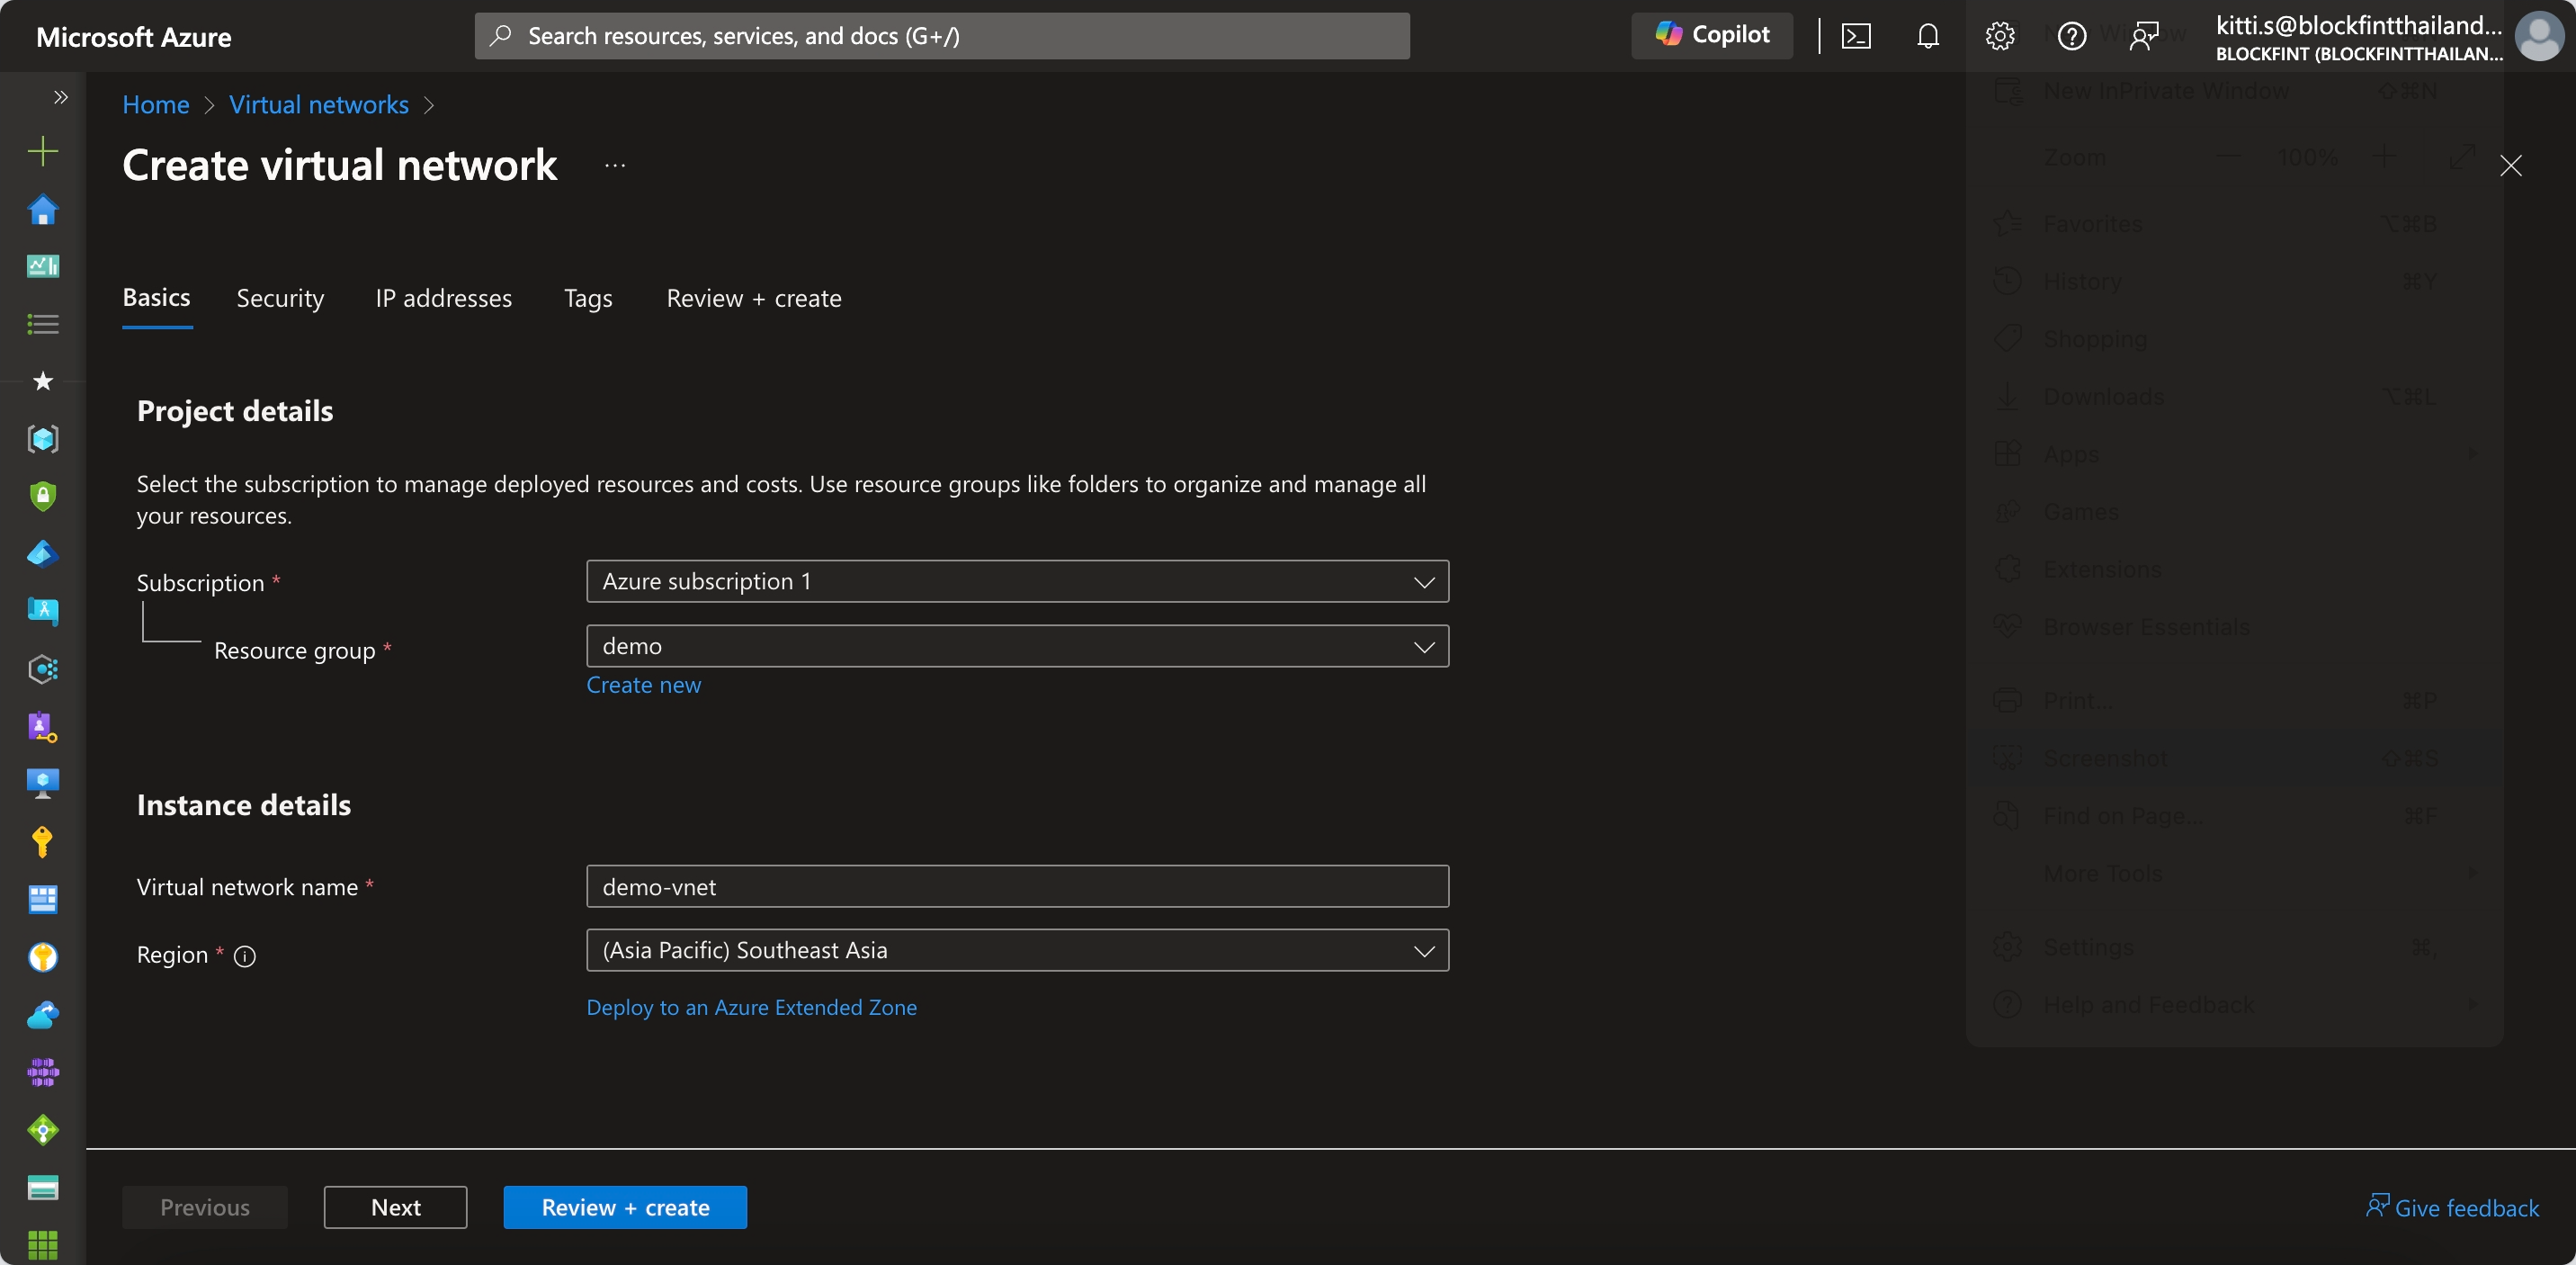 Microsoft Azure
Search resources, services, and docs (G+/)
Copilot
kitti.s@blockfintthailand...
BLOCKFINT (BLOCKFINTTHAILAN...
Home > Virtual networks >
Create virtual network ...
Basics Security IP addresses Tags Review + create
Project details
Select the subscription to manage deployed resources and costs. Use resource groups like folders to organize and manage all
your resources.
Subscription *
Azure subscription 1
Resource group *
demo
Create new
Instance details
Virtual network name *
demo-vnet
Region *
(Asia Pacific) Southeast Asia
Deploy to an Azure Extended Zone
Previous
Next
Review + create
Give feedback
New InPrivate Window ⇧⌘N
Zoom — 100% +
Favorites ⌥⌘B
History ⌘Y
Shopping
Downloads ⌥⌘L
Apps
Games
Extensions
Browser Essentials
Print... ⌘P
Screenshot ⇧⌘S
Find on Page... ⌘F
More Tools
Settings ⌘,
Help and Feedback